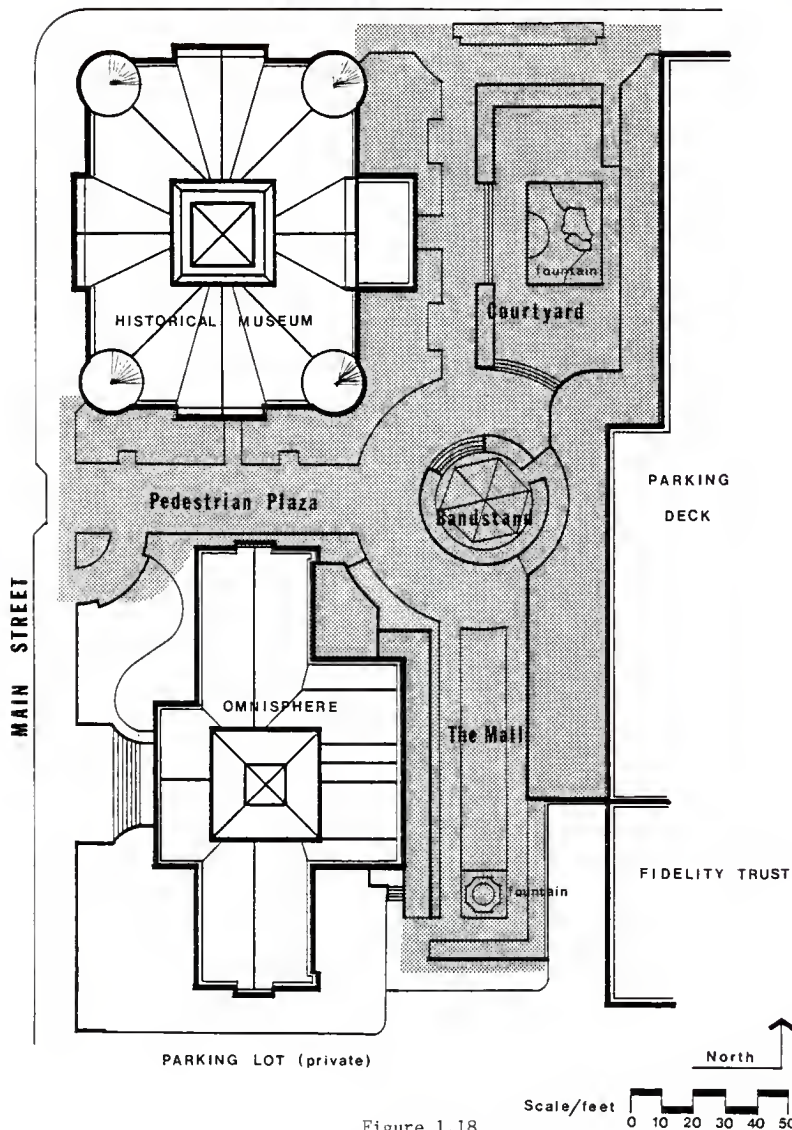 fountain
Courtyard
HISTORICAL MUSEUM
PARKING
DECK
Pedestrian Plaza
Bandstand
MAIN STREET
OMNISPHERE
The Mall
FIDELITY TRUST
fountain
PARKING LOT (private)
North
Scale/feet 0 10 20 30 40 50
Figure 1.18